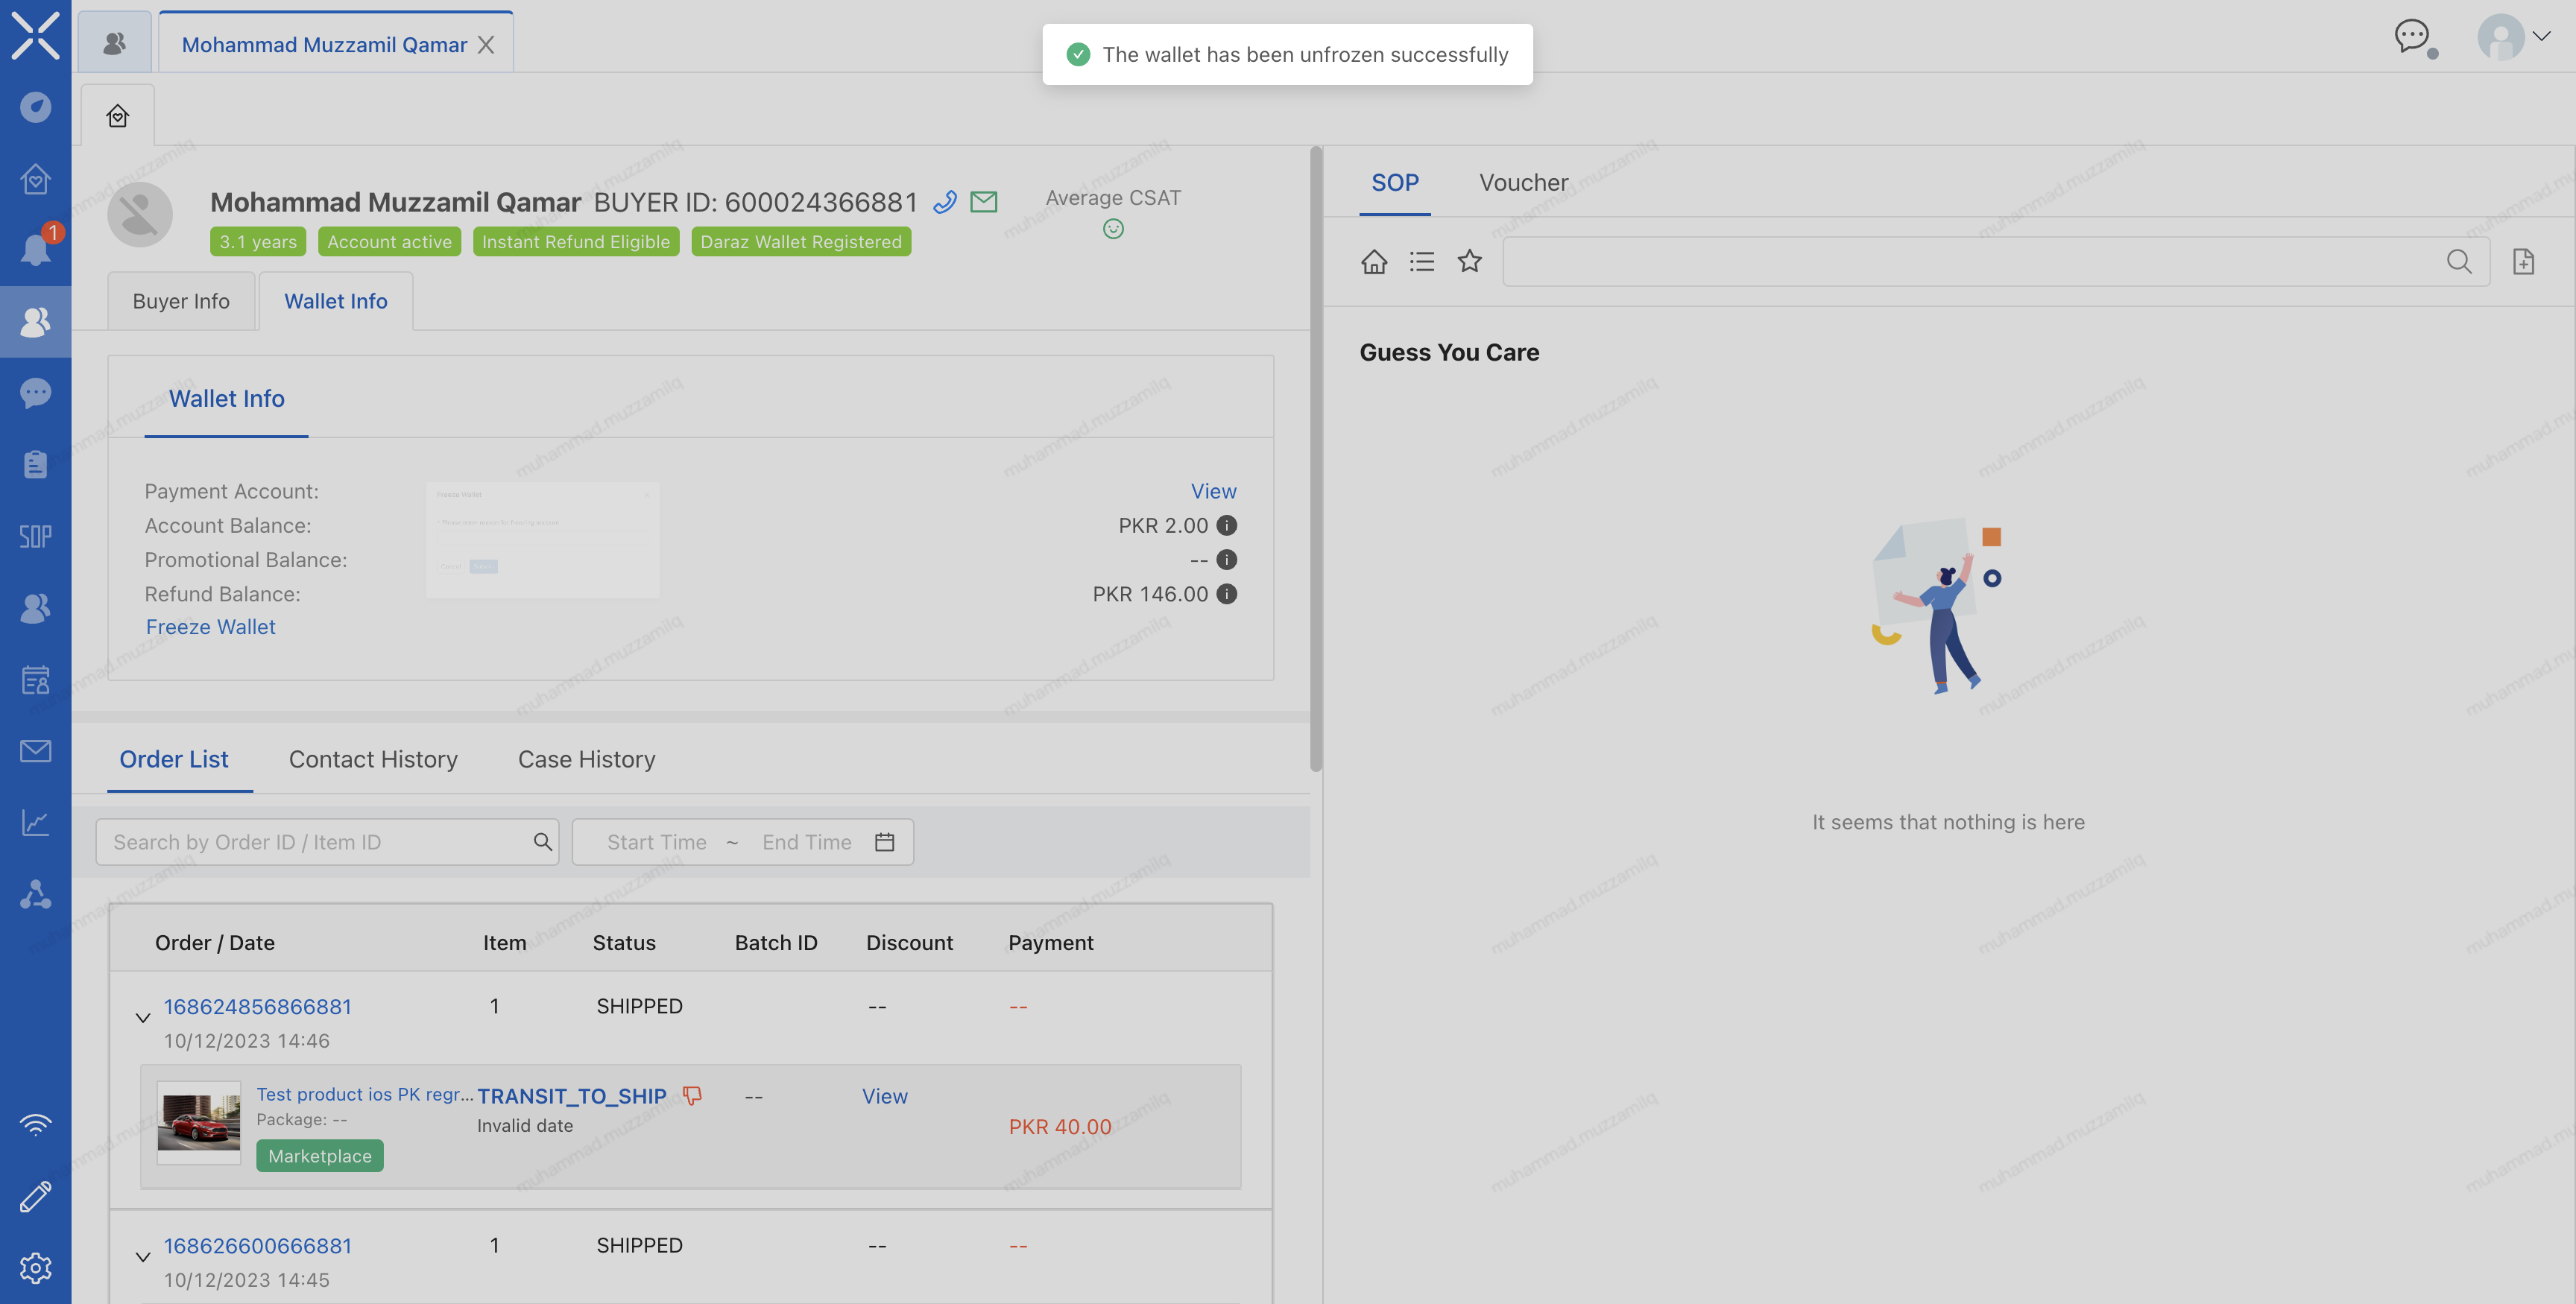 Mohammad Muzzamil Qamar
The wallet has been unfrozen successfully
1
SOP
Mohammad Muzzamil Qamar BUYER ID: 600024366881
Average CSAT
3.1 years Account active Instant Refund Eligible Daraz Wallet Registered
Buyer Info Wallet Info
Wallet Info
Payment Account: View
Account Balance: PKR 2.00
Promotional Balance: --
Refund Balance: PKR 146.00
Freeze Wallet
Freeze Wallet
Order List Contact History Case History
Search by Order ID / Item ID Start Time ~ End Time
Order / Date Item Status Batch ID Discount Payment
168624856866881 1 SHIPPED -- --
10/12/2023 14:46
Test product ios PK regr... TRANSIT_TO_SHIP -- View
Package: -- Invalid date PKR 40.00
Marketplace
168626600666881 1 SHIPPED -- --
10/12/2023 14:45
SOP Voucher
Guess You Care
It seems that nothing is here
muhammad.muzzamilq